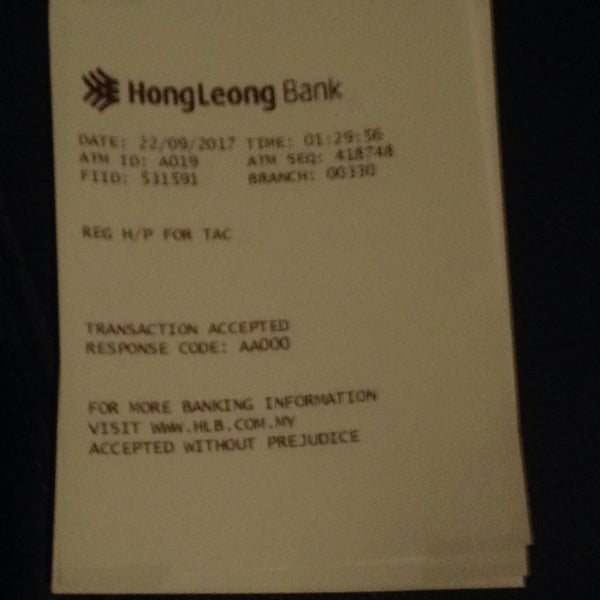 HongLeong Bank
DATE: 22/09/2017 TIME: 01:29:56
ATM ID: A019 ATM SEQ: 418748
FIID: 531591 BRANCH: 00330
REG H/P FOR TAC
TRANSACTION ACCEPTED
RESPONSE CODE: AA000
FOR MORE BANKING INFORMATION
VISIT WWW.HLB.COM.MY
ACCEPTED WITHOUT PREJUDICE